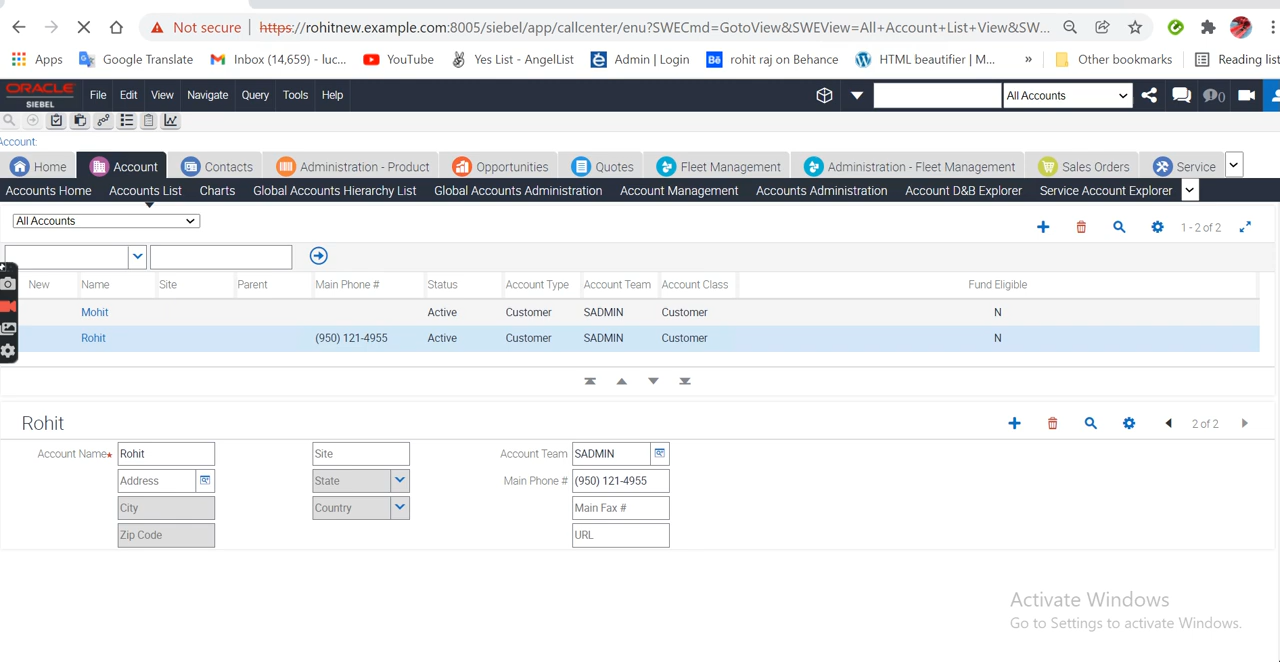 Not secure https://rohitnew.example.com:8005/siebel/app/callcenter/enu?SWECmd=GotoView&SWEView=All+Account+List+View&SW...
Apps Google Translate Inbox (14,659) - luc... YouTube Yes List - AngelList Admin | Login Bē rohit raj on Behance HTML beautifier | M... » Other bookmarks Reading list
ORACLE
SIEBEL
File Edit View Navigate Query Tools Help All Accounts 0
Account:
Home Account Contacts Administration - Product Opportunities Quotes Fleet Management Administration - Fleet Management Sales Orders Service
Accounts Home Accounts List Charts Global Accounts Hierarchy List Global Accounts Administration Account Management Accounts Administration Account D&B Explorer Service Account Explorer
All Accounts 1 - 2 of 2
New Name Site Parent Main Phone # Status Account Type Account Team Account Class Fund Eligible
Mohit Active Customer SADMIN Customer N
Rohit (950) 121-4955 Active Customer SADMIN Customer N
Rohit 2 of 2
Account Name* Rohit Site Account Team SADMIN
Address State Main Phone # (950) 121-4955
City Country Main Fax #
Zip Code URL
Activate Windows
Go to Settings to activate Windows.